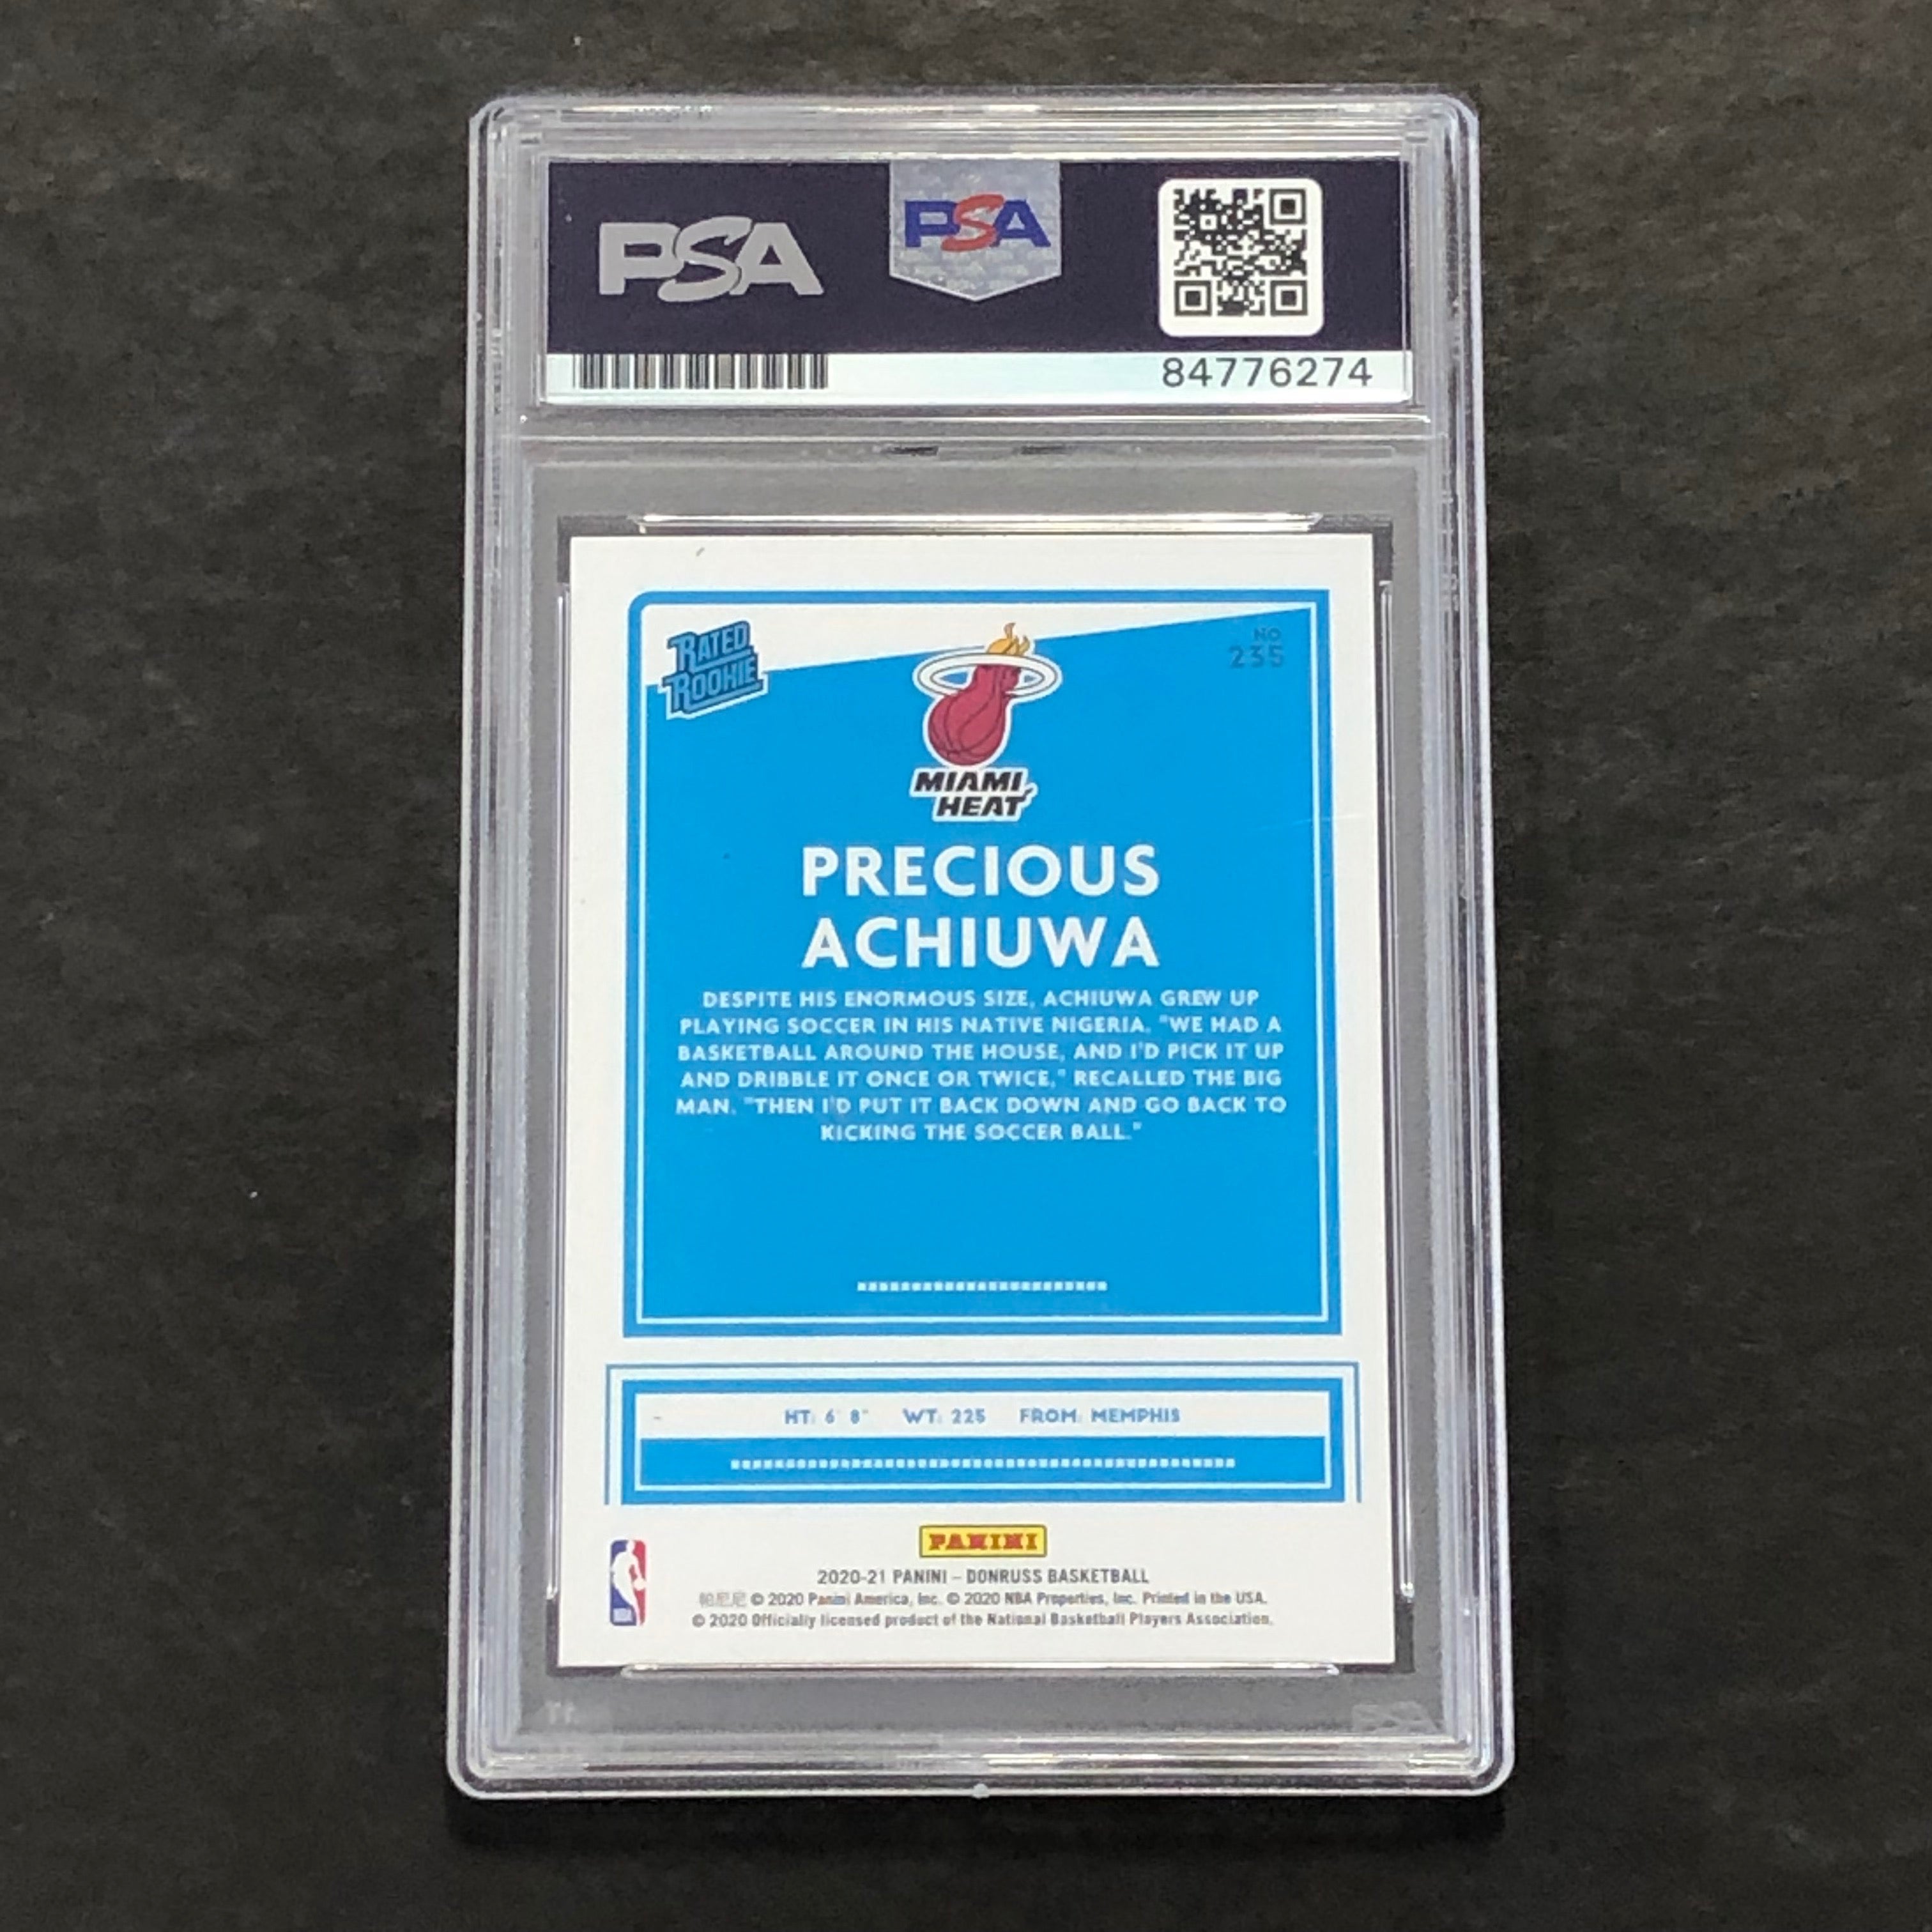 PSA
PSA
84776274
RATED
ROOKIE
NO
235
MIAMI
HEAT
PRECIOUS
ACHIUWA
DESPITE HIS ENORMOUS SIZE, ACHIUWA GREW UP
PLAYING SOCCER IN HIS NATIVE NIGERIA. "WE HAD A
BASKETBALL AROUND THE HOUSE, AND I'D PICK IT UP
AND DRIBBLE IT ONCE OR TWICE," RECALLED THE BIG
MAN. "THEN I'D PUT IT BACK DOWN AND GO BACK TO
KICKING THE SOCCER BALL."
HT: 6' 8" WT: 225 FROM: MEMPHIS
PANINI
2020-21 PANINI – DONRUSS BASKETBALL
帕尼尼 © 2020 Panini America, Inc. © 2020 NBA Properties, Inc. Printed in the USA.
© 2020 Officially licensed product of the National Basketball Players Association.
NBA
PSA